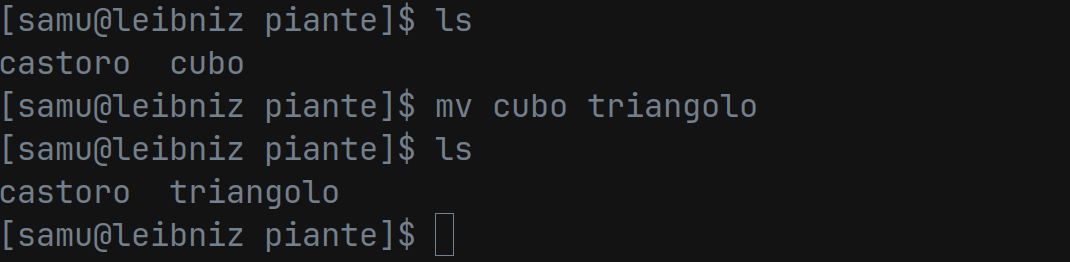 [samu@leibniz piante]$ ls
castoro  cubo
[samu@leibniz piante]$ mv cubo triangolo
[samu@leibniz piante]$ ls
castoro  triangolo
[samu@leibniz piante]$